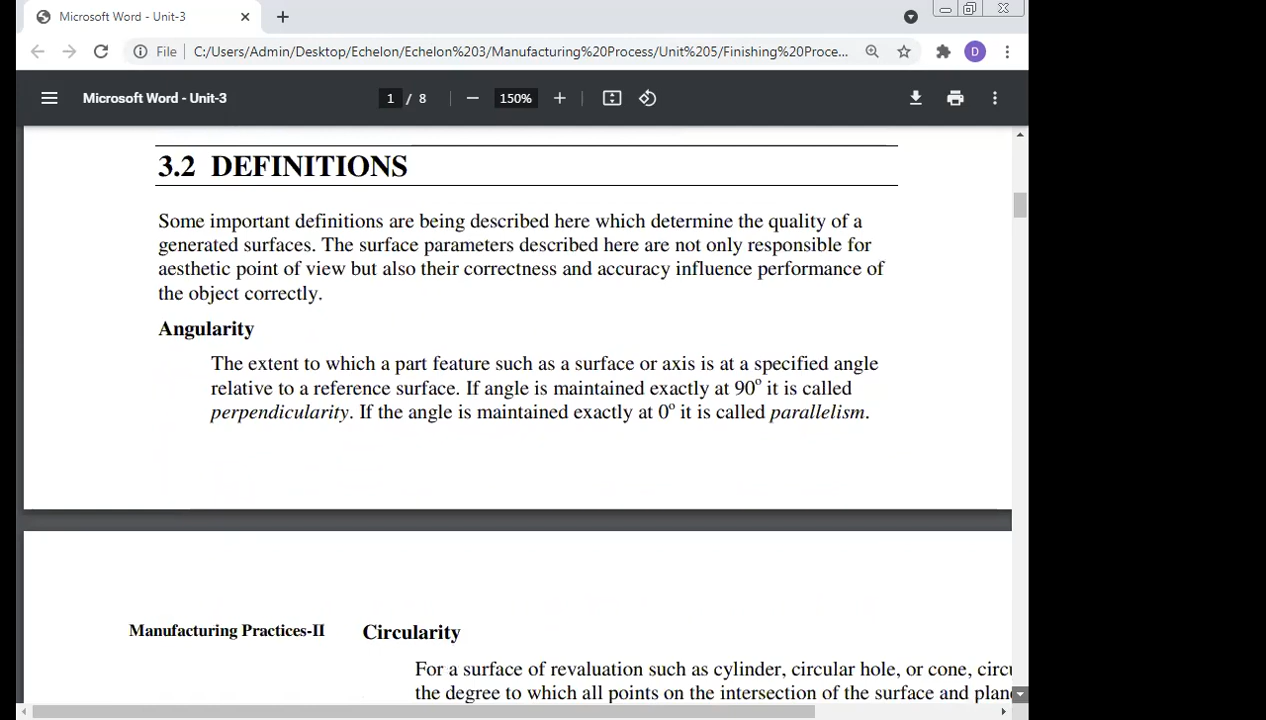 Microsoft Word - Unit-3
File
C:/Users/Admin/Desktop/Echelon/Echelon%203/Manufacturing%20Process/Unit%205/Finishing%20Proce...
D
Microsoft Word - Unit-3
1 / 8
150%
3.2 DEFINITIONS
Some important definitions are being described here which determine the quality of a
generated surfaces. The surface parameters described here are not only responsible for
aesthetic point of view but also their correctness and accuracy influence performance of
the object correctly.
Angularity
The extent to which a part feature such as a surface or axis is at a specified angle
relative to a reference surface. If angle is maintained exactly at 90° it is called
perpendicularity. If the angle is maintained exactly at 0° it is called parallelism.
Manufacturing Practices-II
Circularity
For a surface of revaluation such as cylinder, circular hole, or cone, circu
the degree to which all points on the intersection of the surface and plan